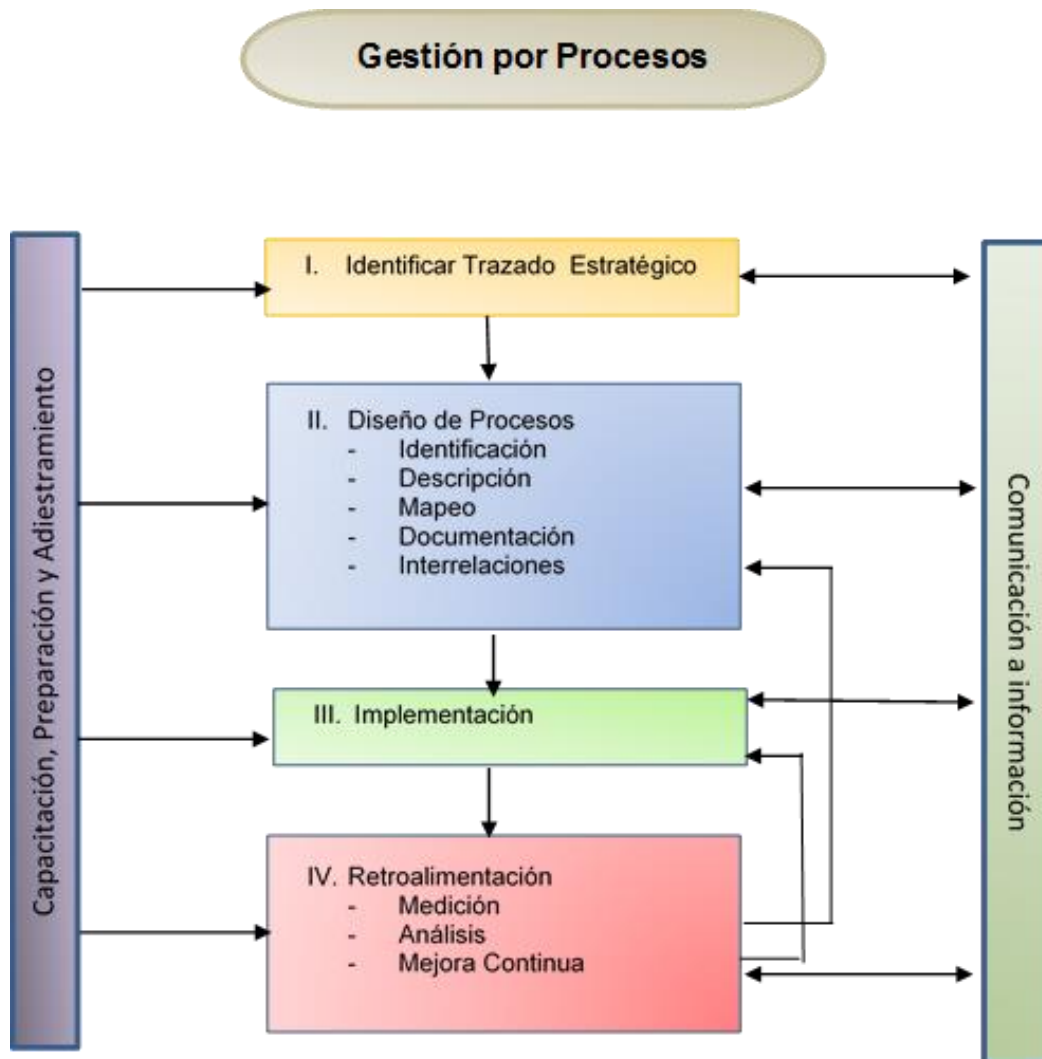 Gestión por Procesos
Capacitación, Preparación y Adiestramiento
I. Identificar Trazado Estratégico
II. Diseño de Procesos
- Identificación
- Descripción
- Mapeo
- Documentación
- Interrelaciones
III. Implementación
IV. Retroalimentación
- Medición
- Análisis
- Mejora Continua
Comunicación a información